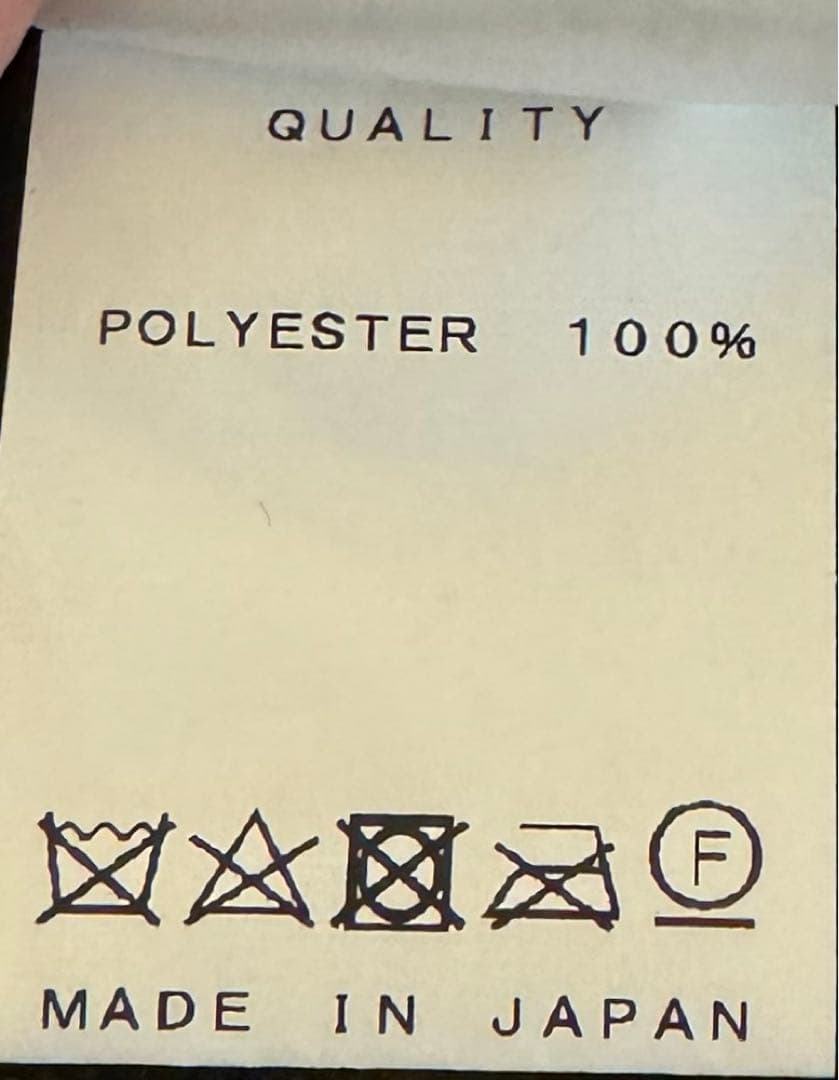 QUALITY
POLYESTER 100%
F
MADE IN JAPAN